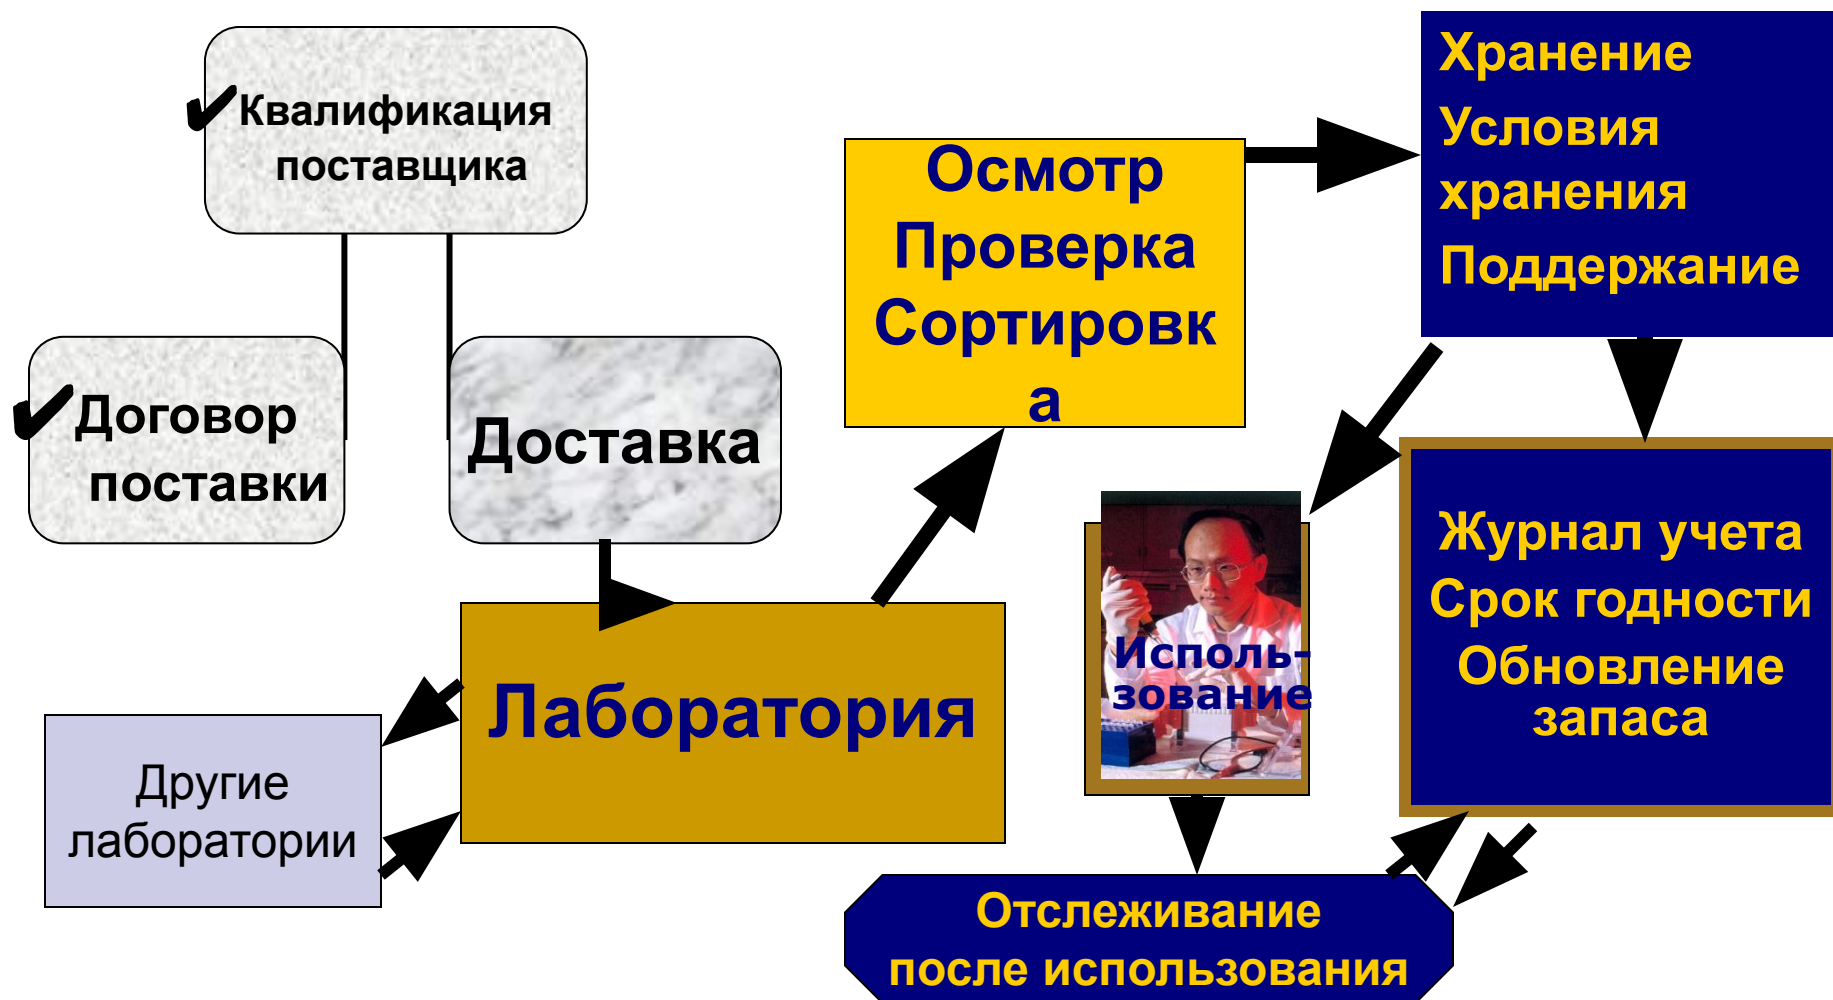 Квалификация
поставщика
Договор
поставки
Доставка
Лаборатория
Другие
лаборатории
Осмотр
Проверка
Сортировк
а
Хранение
Условия
хранения
Поддержание
Исполь-
зование
Журнал учета
Срок годности
Обновление
запаса
Отслеживание
после использования